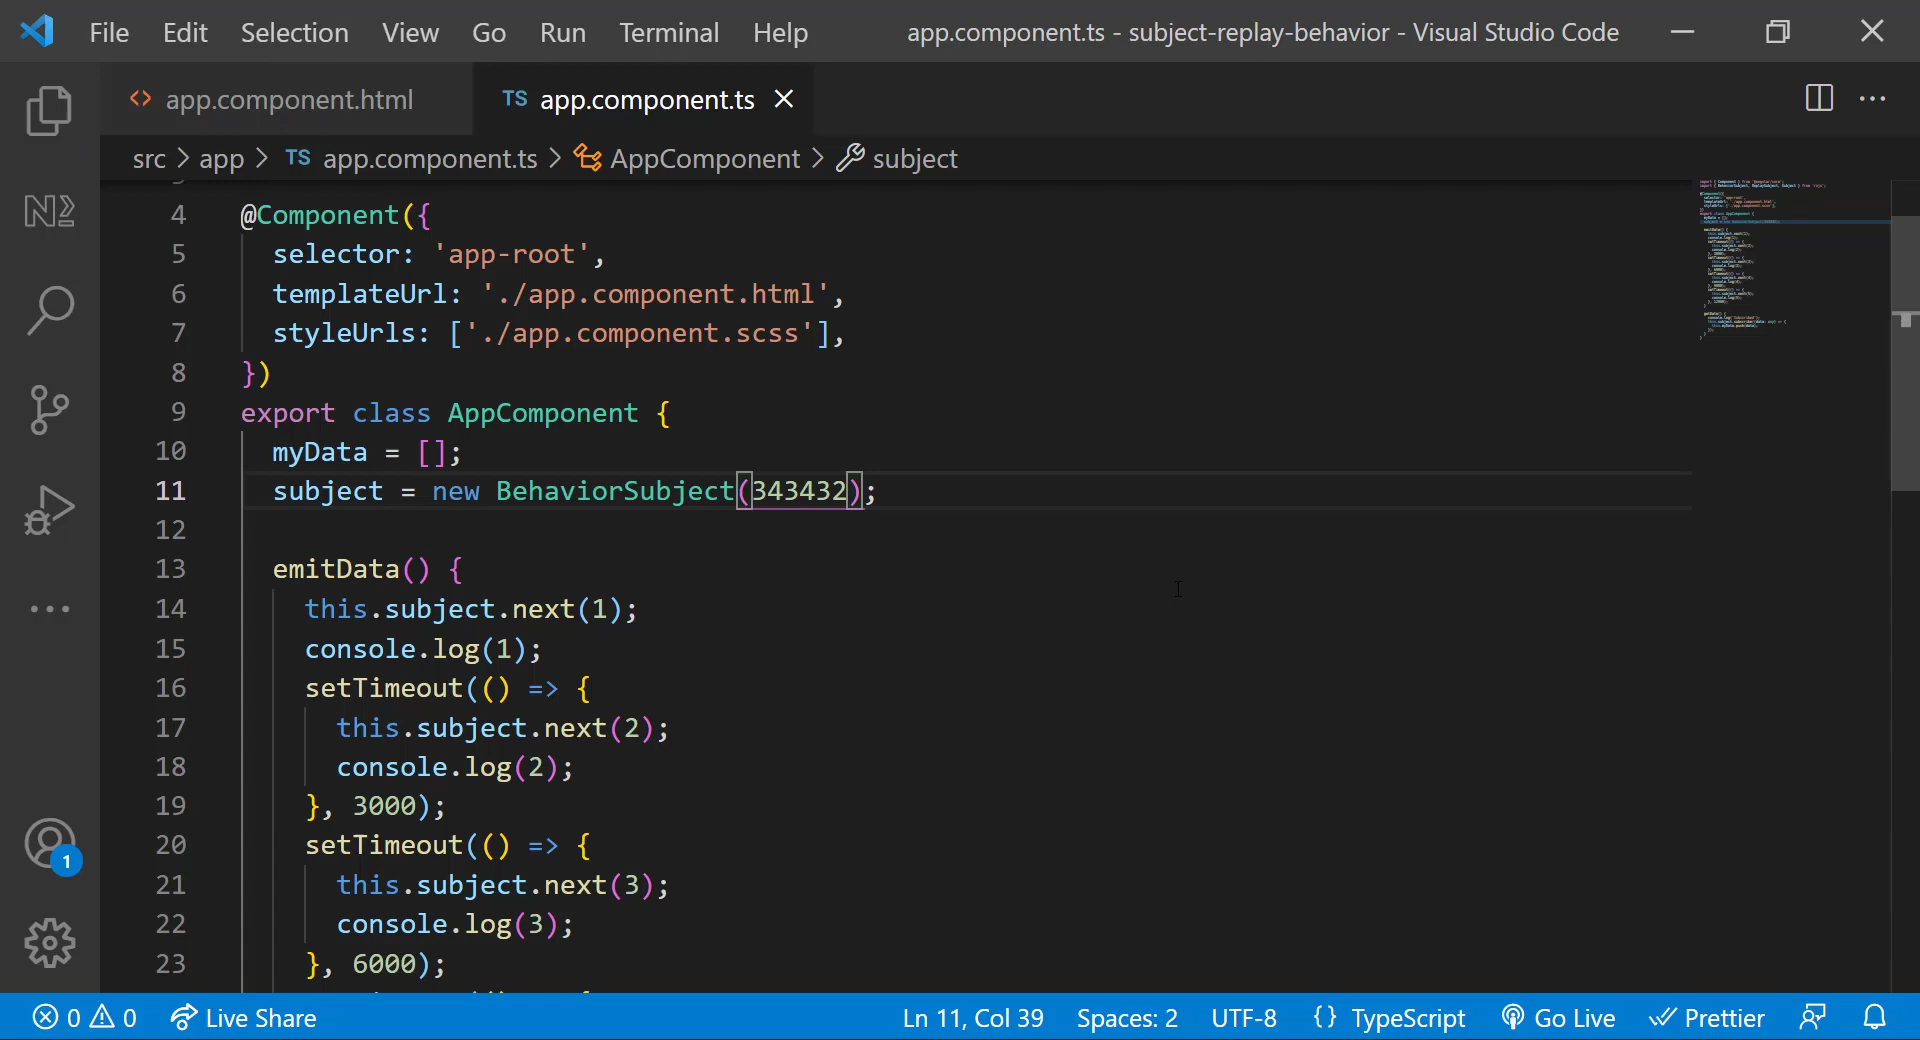 File Edit Selection View Go Run Terminal Help app.component.ts - subject-replay-behavior - Visual Studio Code
<> app.component.html TS app.component.ts
src > app > TS app.component.ts > AppComponent > subject
4 @Component({
5 selector: 'app-root',
6 templateUrl: './app.component.html',
7 styleUrls: ['./app.component.scss'],
8 })
9 export class AppComponent {
10 myData = [];
11 subject = new BehaviorSubject(343432);
12
13 emitData() {
14 this.subject.next(1);
15 console.log(1);
16 setTimeout(() => {
17 this.subject.next(2);
18 console.log(2);
19 }, 3000);
20 setTimeout(() => {
21 this.subject.next(3);
22 console.log(3);
23 }, 6000);
1
0 0 Live Share Ln 11, Col 39 Spaces: 2 UTF-8 {} TypeScript Go Live Prettier